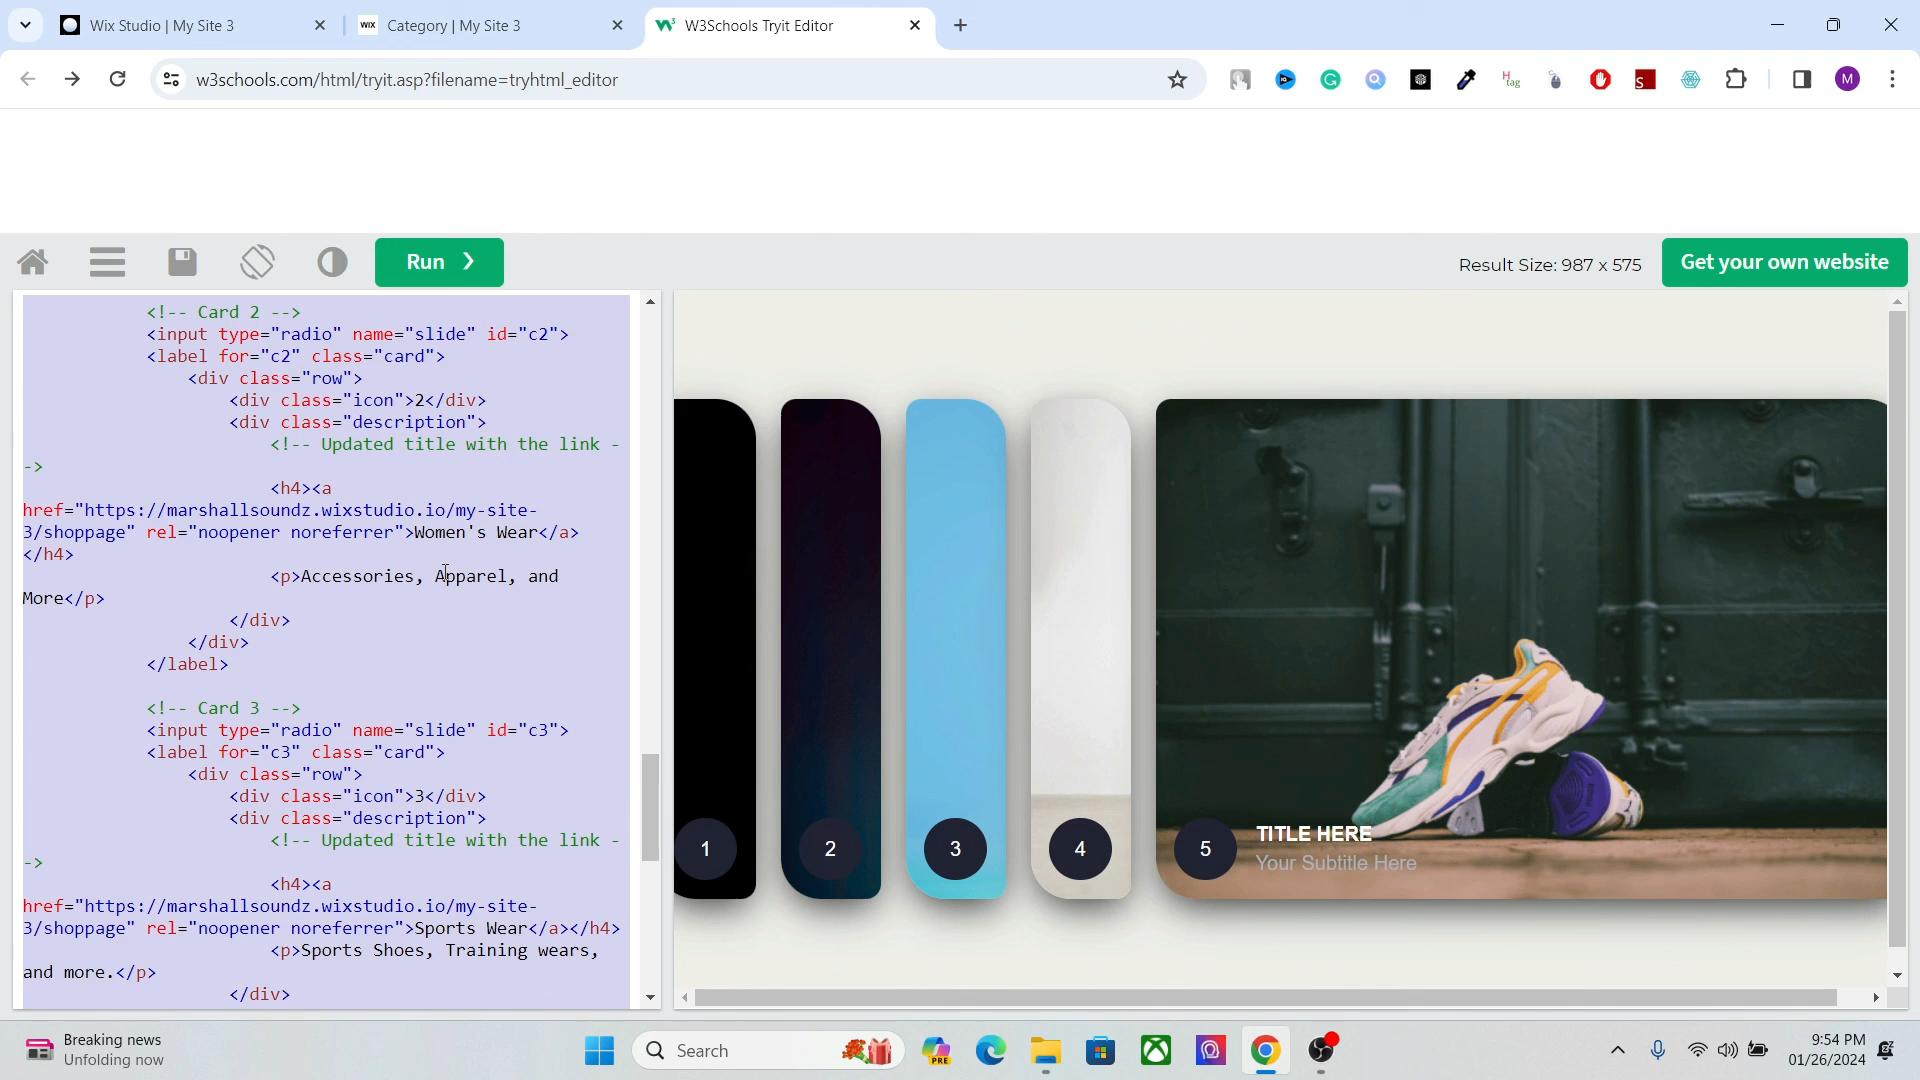 Wix Studio | My Site 3
WIX Category | My Site 3
W3Schools Tryit Editor
w3schools.com/html/tryit.asp?filename=tryhtml_editor
H tag
S
M
Run ❯
Result Size: 987 x 575
Get your own website
<!-- Card 2 -->
<input type="radio" name="slide" id="c2">
<label for="c2" class="card">
<div class="row">
<div class="icon">2</div>
<div class="description">
<!-- Updated title with the link -
->
<h4><a
href="https://marshallsoundz.wixstudio.io/my-site-
3/shoppage" rel="noopener noreferrer">Women's Wear</a>
</h4>
<p>Accessories, Apparel, and
More</p>
</div>
</div>
</label>
<!-- Card 3 -->
<input type="radio" name="slide" id="c3">
<label for="c3" class="card">
<div class="row">
<div class="icon">3</div>
<div class="description">
<!-- Updated title with the link -
->
<h4><a
href="https://marshallsoundz.wixstudio.io/my-site-
3/shoppage" rel="noopener noreferrer">Sports Wear</a></h4>
<p>Sports Shoes, Training wears,
and more.</p>
</div>
1
2
3
4
5
TITLE HERE
Your Subtitle Here
Breaking news
Unfolding now
Search
PRE
9:54 PM
01/26/2024